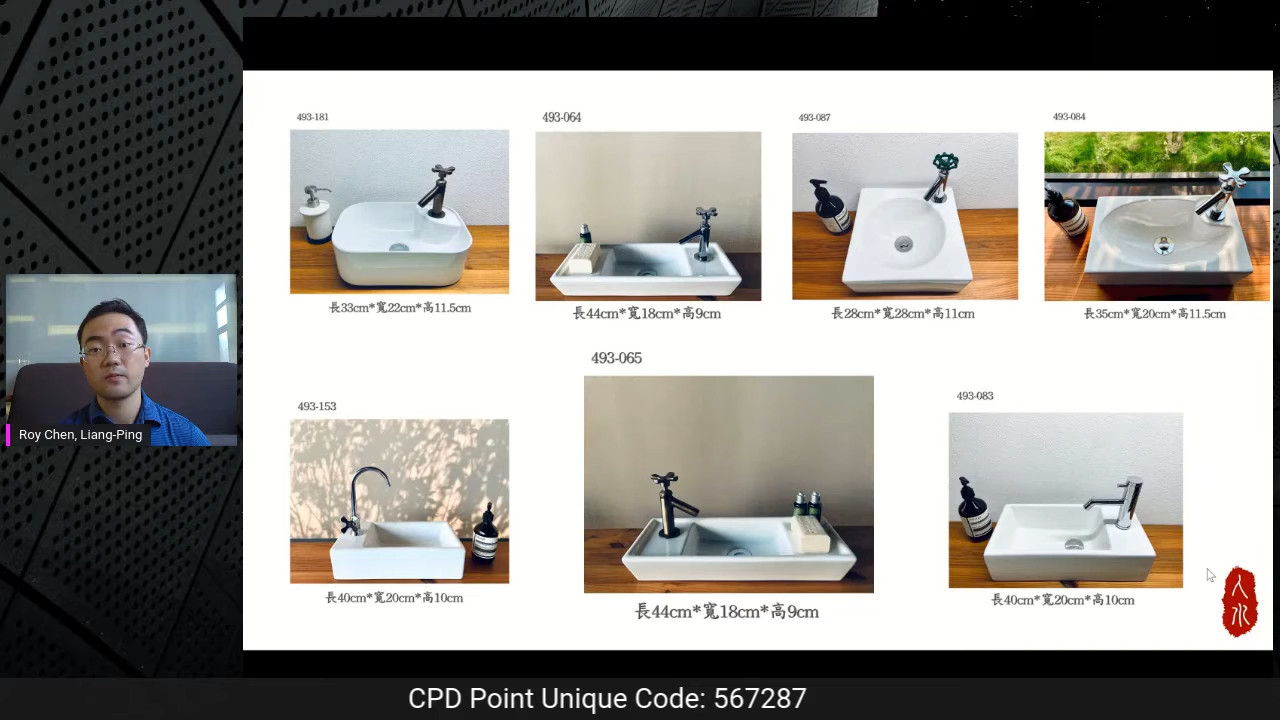 493-181
493-064
493-087
493-084
長33cm*寬22cm*高11.5cm
長44cm*寬18cm*高9cm
長28cm*寬28cm*高11cm
長35cm*寬20cm*高11.5cm
493-065
493-083
493-153
Roy Chen, Liang-Ping
長40cm*寬20cm*高10cm
長44cm*寬18cm*高9cm
長40cm*寬20cm*高10cm
人水
CPD Point Unique Code: 567287